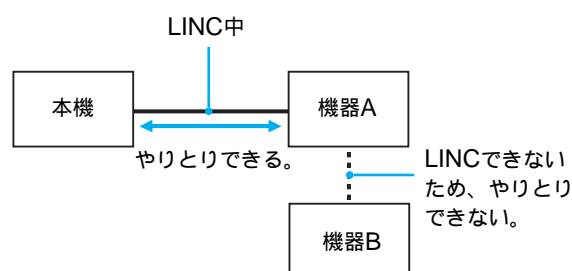 LINC中
本機
機器A
やりとりできる。
LINCできない
ため、やりとり
できない。
機器B